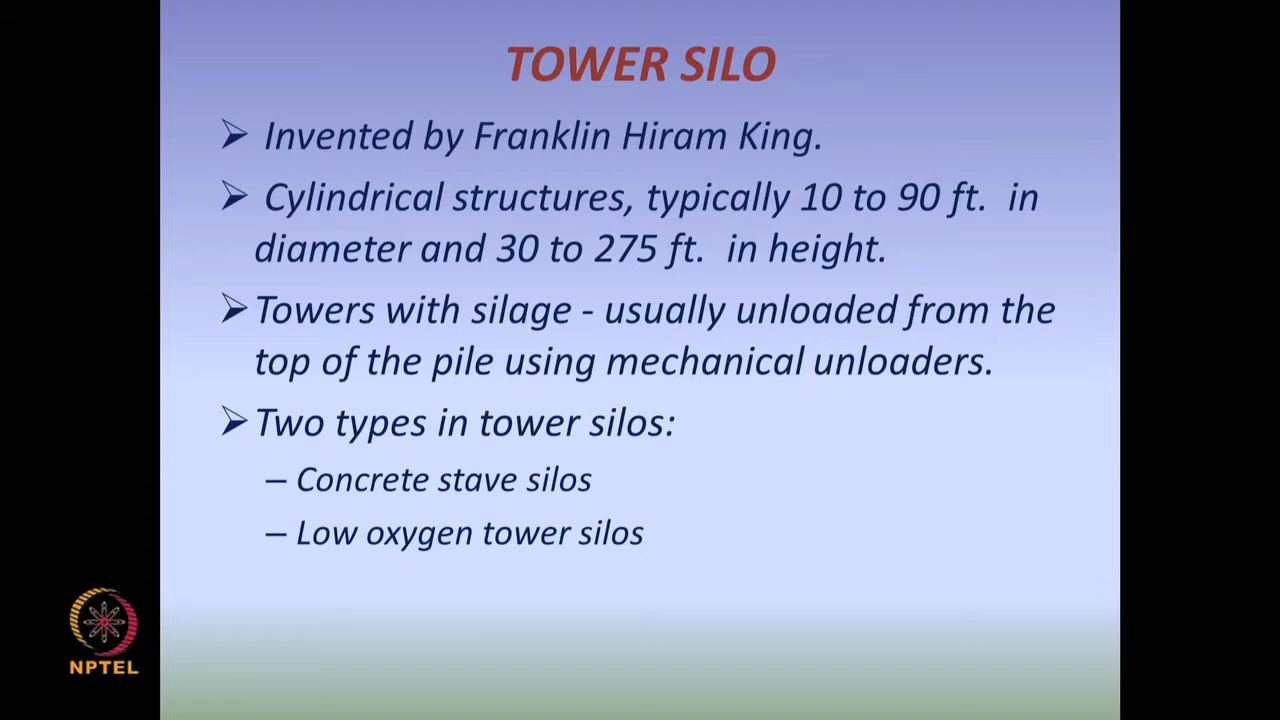 TOWER SILO
➢ Invented by Franklin Hiram King.
➢ Cylindrical structures, typically 10 to 90 ft. in
diameter and 30 to 275 ft. in height.
➢ Towers with silage - usually unloaded from the
top of the pile using mechanical unloaders.
➢ Two types in tower silos:
– Concrete stave silos
– Low oxygen tower silos
NPTEL